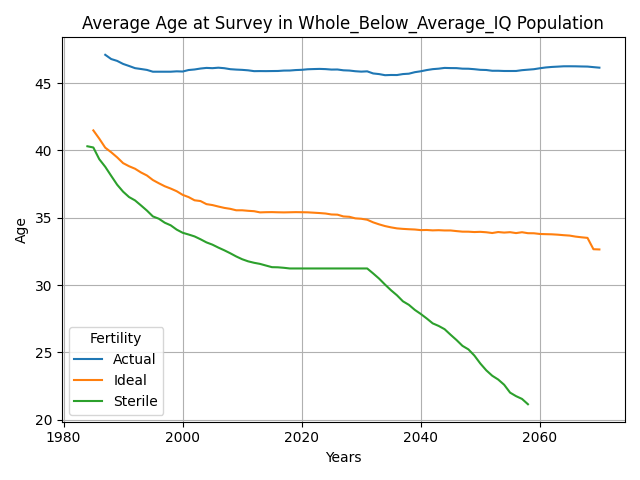 Average Age at Survey in Whole_Below_Average_IQ Population
Age
45
40
35
30
25
20
Fertility
Actual
Ideal
Sterile
1980
2000
2020
2040
2060
Years